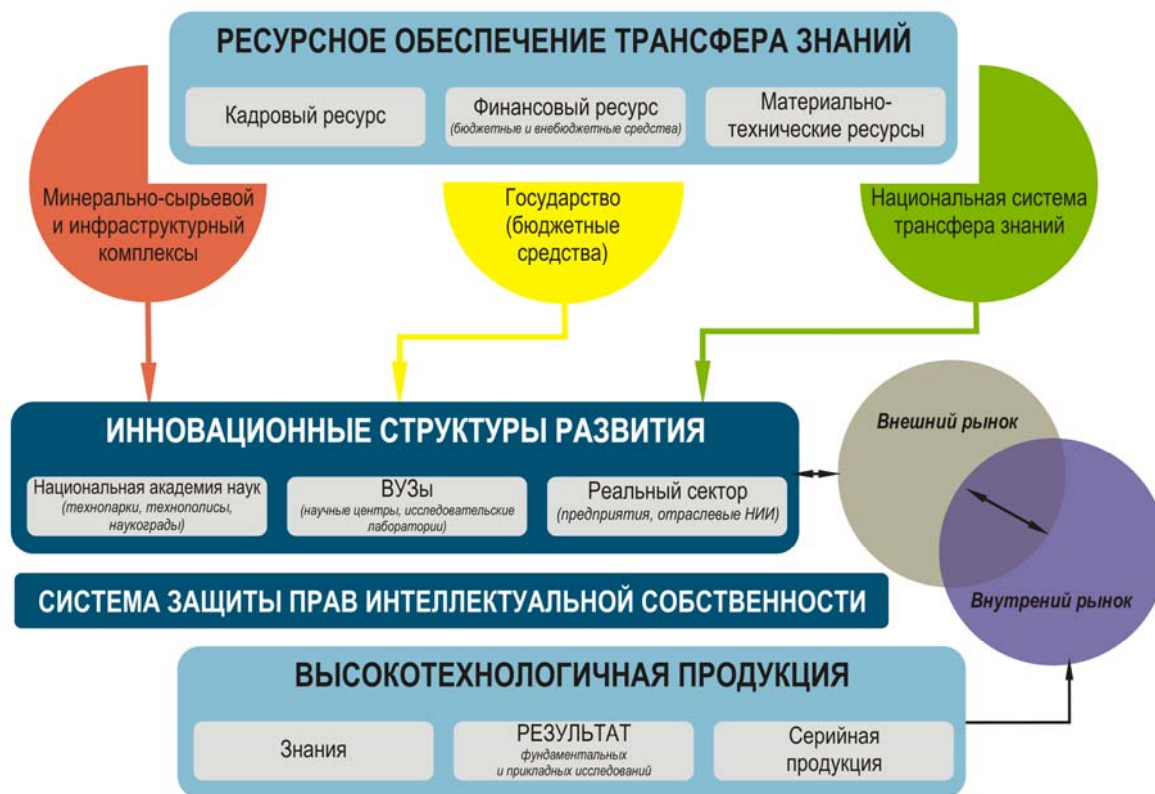 РЕСУРСНОЕ ОБЕСПЕЧЕНИЕ ТРАНСФЕРА ЗНАНИЙ
Кадровый ресурс
Финансовый ресурс
(бюджетные и внебюджетные средства)
Материально-
технические ресурсы
Минерально-сырьевой
и инфраструктурный
комплексы
Государство
(бюджетные
средства)
Национальная система
трансфера знаний
ИННОВАЦИОННЫЕ СТРУКТУРЫ РАЗВИТИЯ
Национальная академия наук
(технопарки, технополисы,
наукограды)
ВУЗы
(научные центры, исследовательские
лаборатории)
Реальный сектор
(предприятия, отраслевые НИИ)
Внешний рынок
Внутрений рынок
СИСТЕМА ЗАЩИТЫ ПРАВ ИНТЕЛЛЕКТУАЛЬНОЙ СОБСТВЕННОСТИ
ВЫСОКОТЕХНОЛОГИЧНАЯ ПРОДУКЦИЯ
Знания
РЕЗУЛЬТАТ
фундаментальных
и прикладных исследований
Серийная
продукция